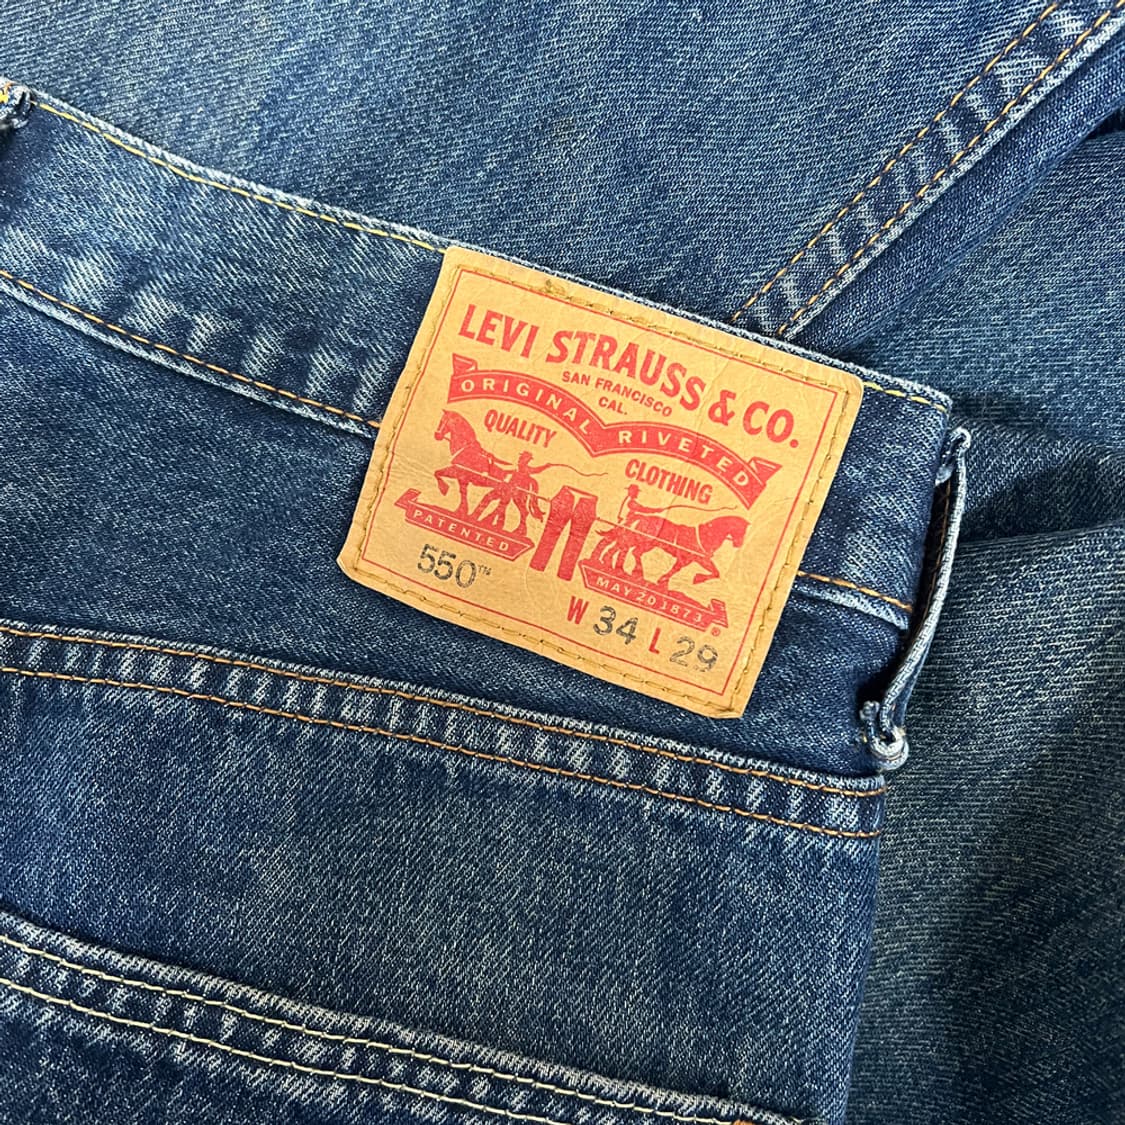 LEVI STRAUSS & CO.
SAN FRANCISCO
CAL.
ORIGINAL RIVETED
QUALITY
CLOTHING
PATENTED
MAY 20 1873
®
550™
W 34 L 29